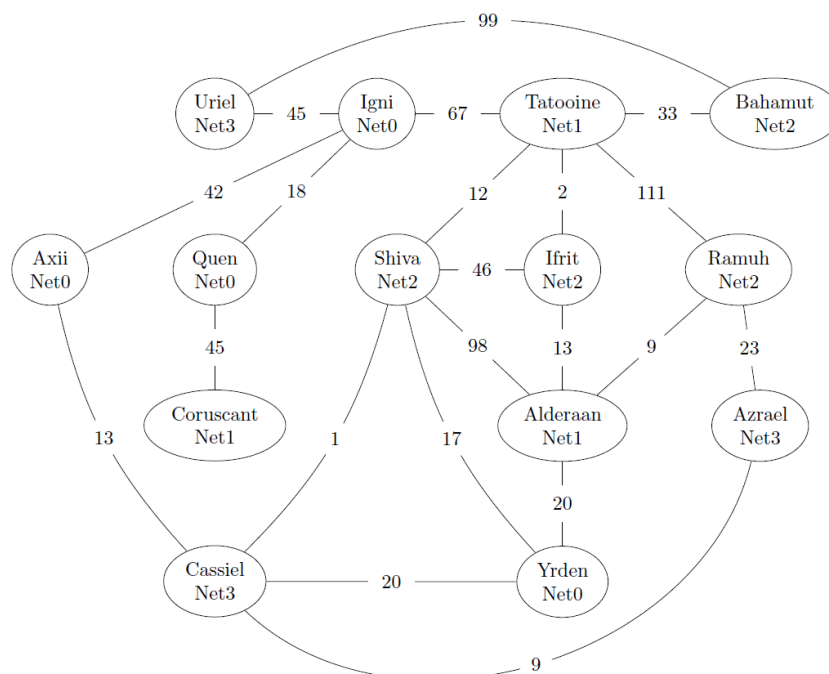 99
Uriel
Net3
45
Igni
Net0
67
Tatooine
Net1
33
Bahamut
Net2
42
18
12
2
111
Axii
Net0
Quen
Net0
Shiva
Net2
46
Ifrit
Net2
Ramuh
Net2
45
98
13
9
23
Coruscant
Net1
Alderaan
Net1
Azrael
Net3
13
1
17
20
Cassiel
Net3
20
Yrden
Net0
9